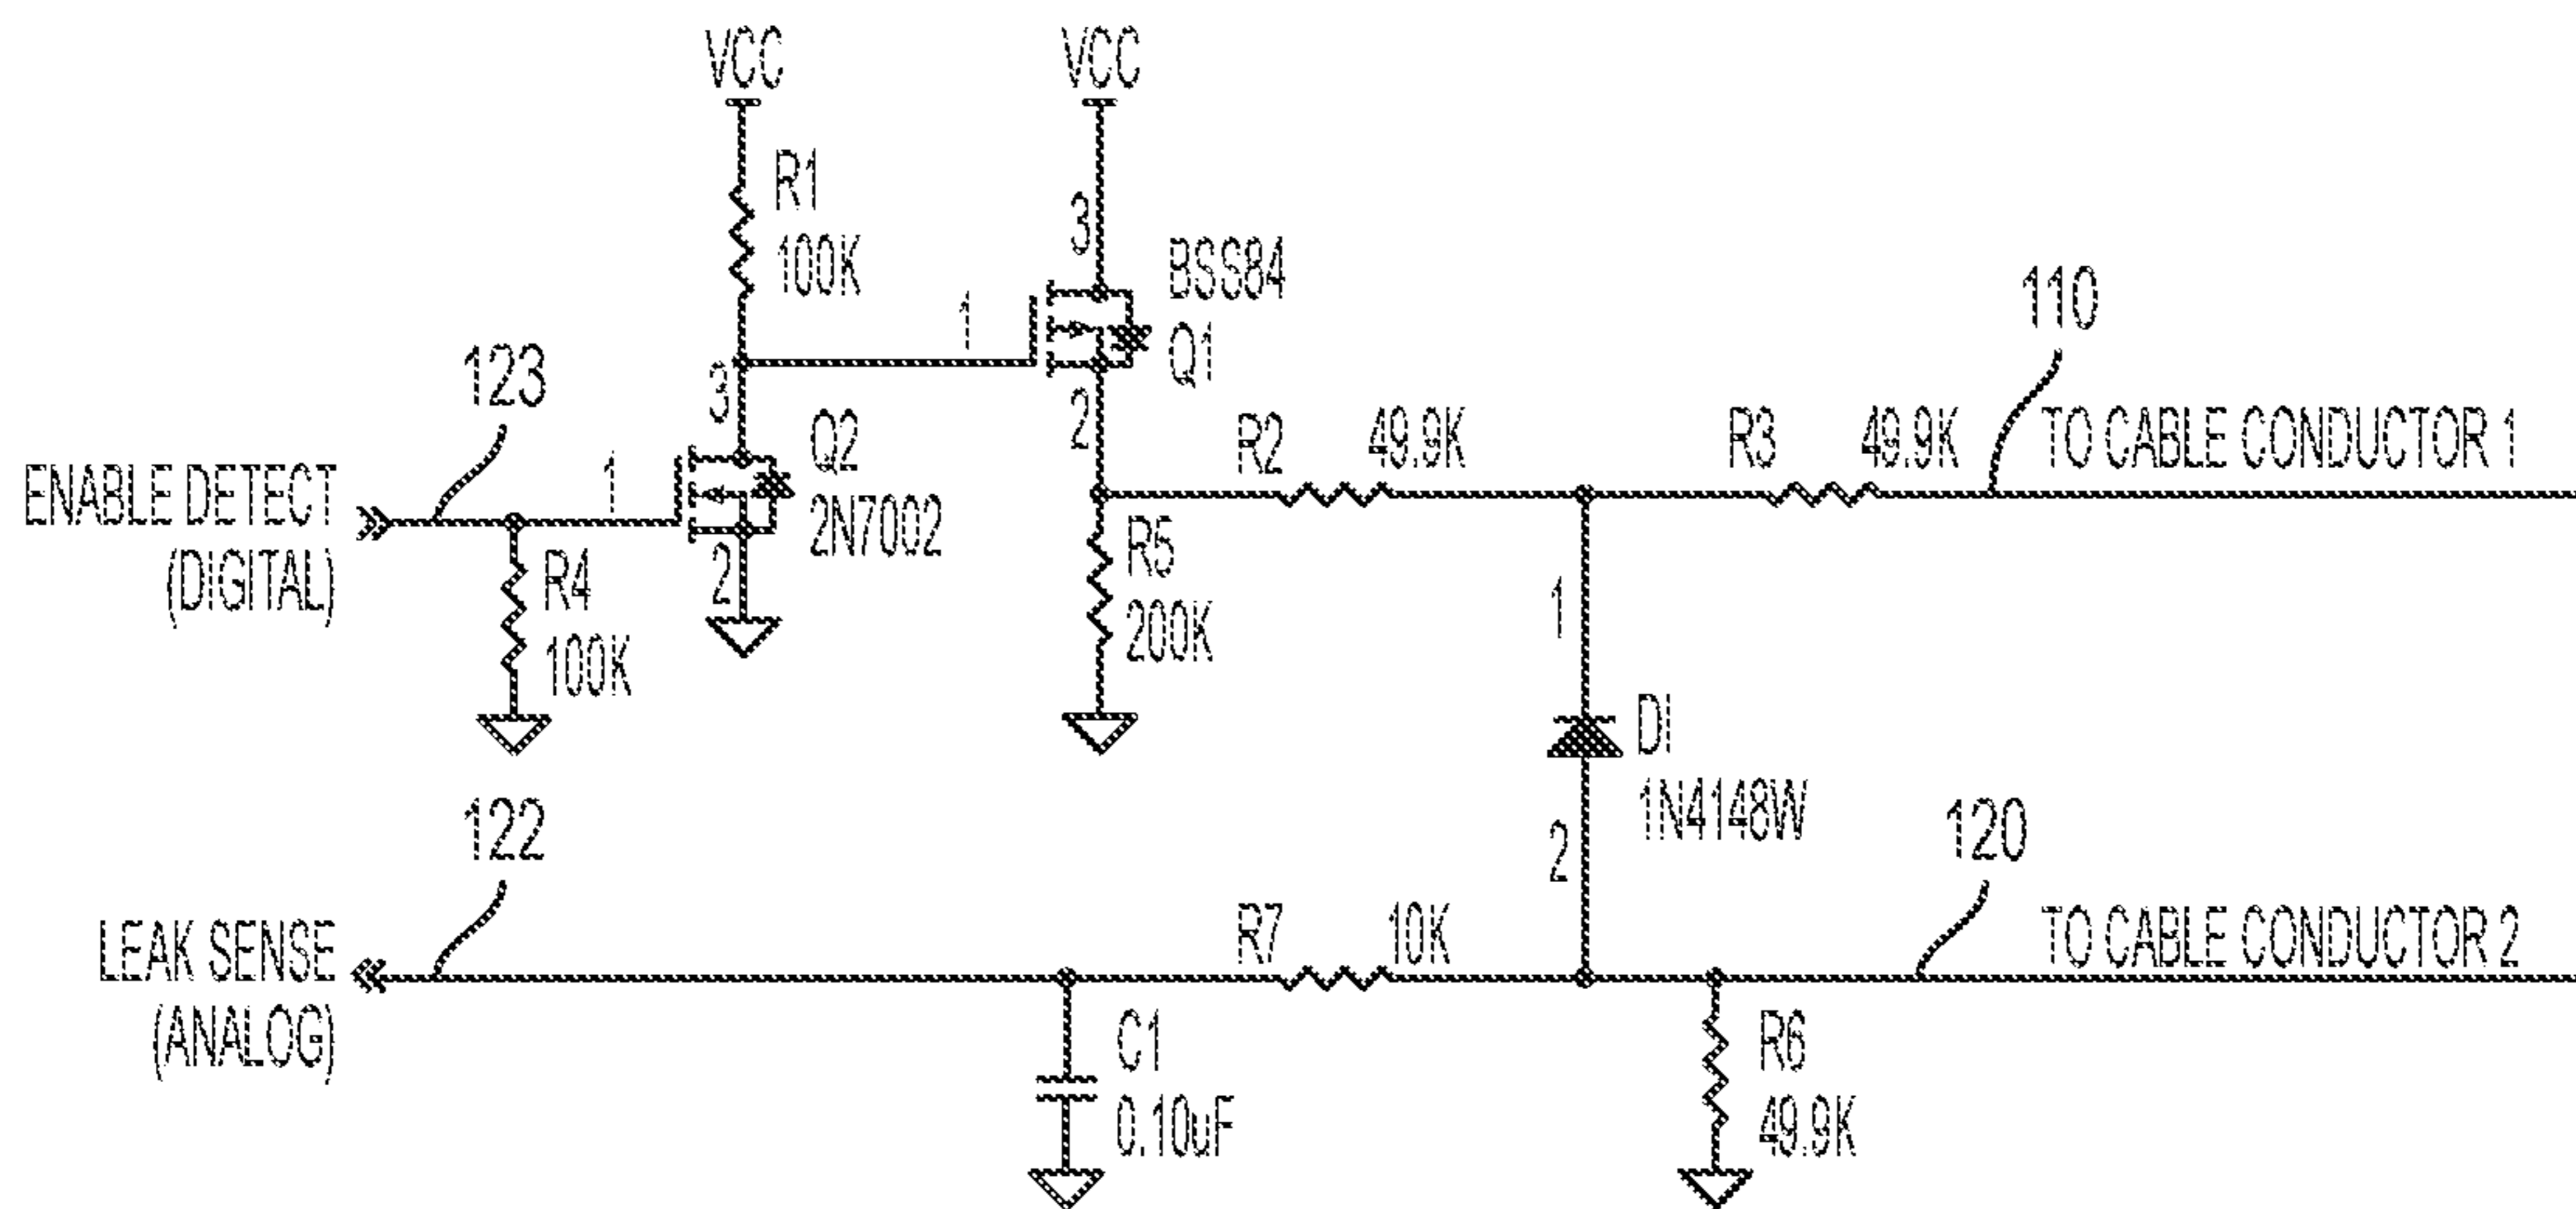 VCC
VCC
R1
100K
3
BSS84
Q1
1
110
123
3
2
Q2
2N7002
R2
49.9K
R3
49.9K
TO CABLE CONDUCTOR 1
ENABLE DETECT
(DIGITAL)
1
2
R4
100K
R5
200K
1
DI
1N4148W
2
122
120
LEAK SENSE
(ANALOG)
R7
10K
TO CABLE CONDUCTOR 2
C1
0.10uF
R6
49.9K